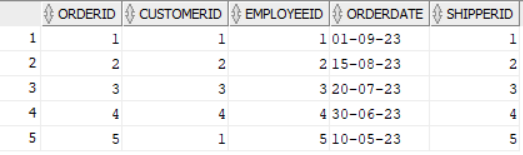 ORDERID CUSTOMERID EMPLOYEEID ORDERDATE SHIPPERID
1 1 1 1 01-09-23 1
2 2 2 2 15-08-23 2
3 3 3 3 20-07-23 3
4 4 4 4 30-06-23 4
5 5 1 5 10-05-23 5